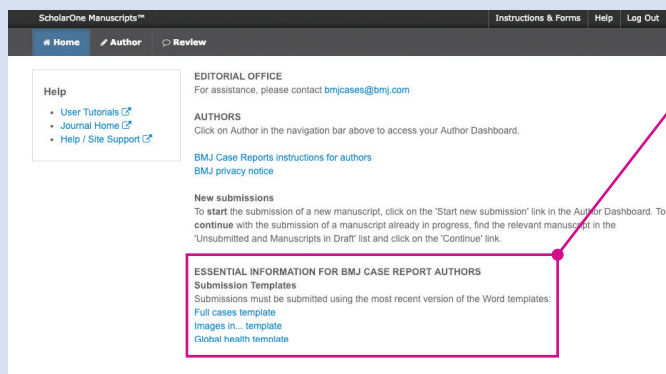 ScholarOne Manuscripts™
Instructions & Forms Help Log Out
Home Author Review
Help
User Tutorials
Journal Home
Help / Site Support
EDITORIAL OFFICE
For assistance, please contact bmjcases@bmj.com
AUTHORS
Click on Author in the navigation bar above to access your Author Dashboard.
BMJ Case Reports instructions for authors
BMJ privacy notice
New submissions
To start the submission of a new manuscript, click on the 'Start new submission' link in the Author Dashboard. To
continue with the submission of a manuscript already in progress, find the relevant manuscript in the
'Unsubmitted and Manuscripts in Draft' list and click on the 'Continue' link.
ESSENTIAL INFORMATION FOR BMJ CASE REPORT AUTHORS
Submission Templates
Submissions must be submitted using the most recent version of the Word templates:
Full cases template
Images in... template
Global health template